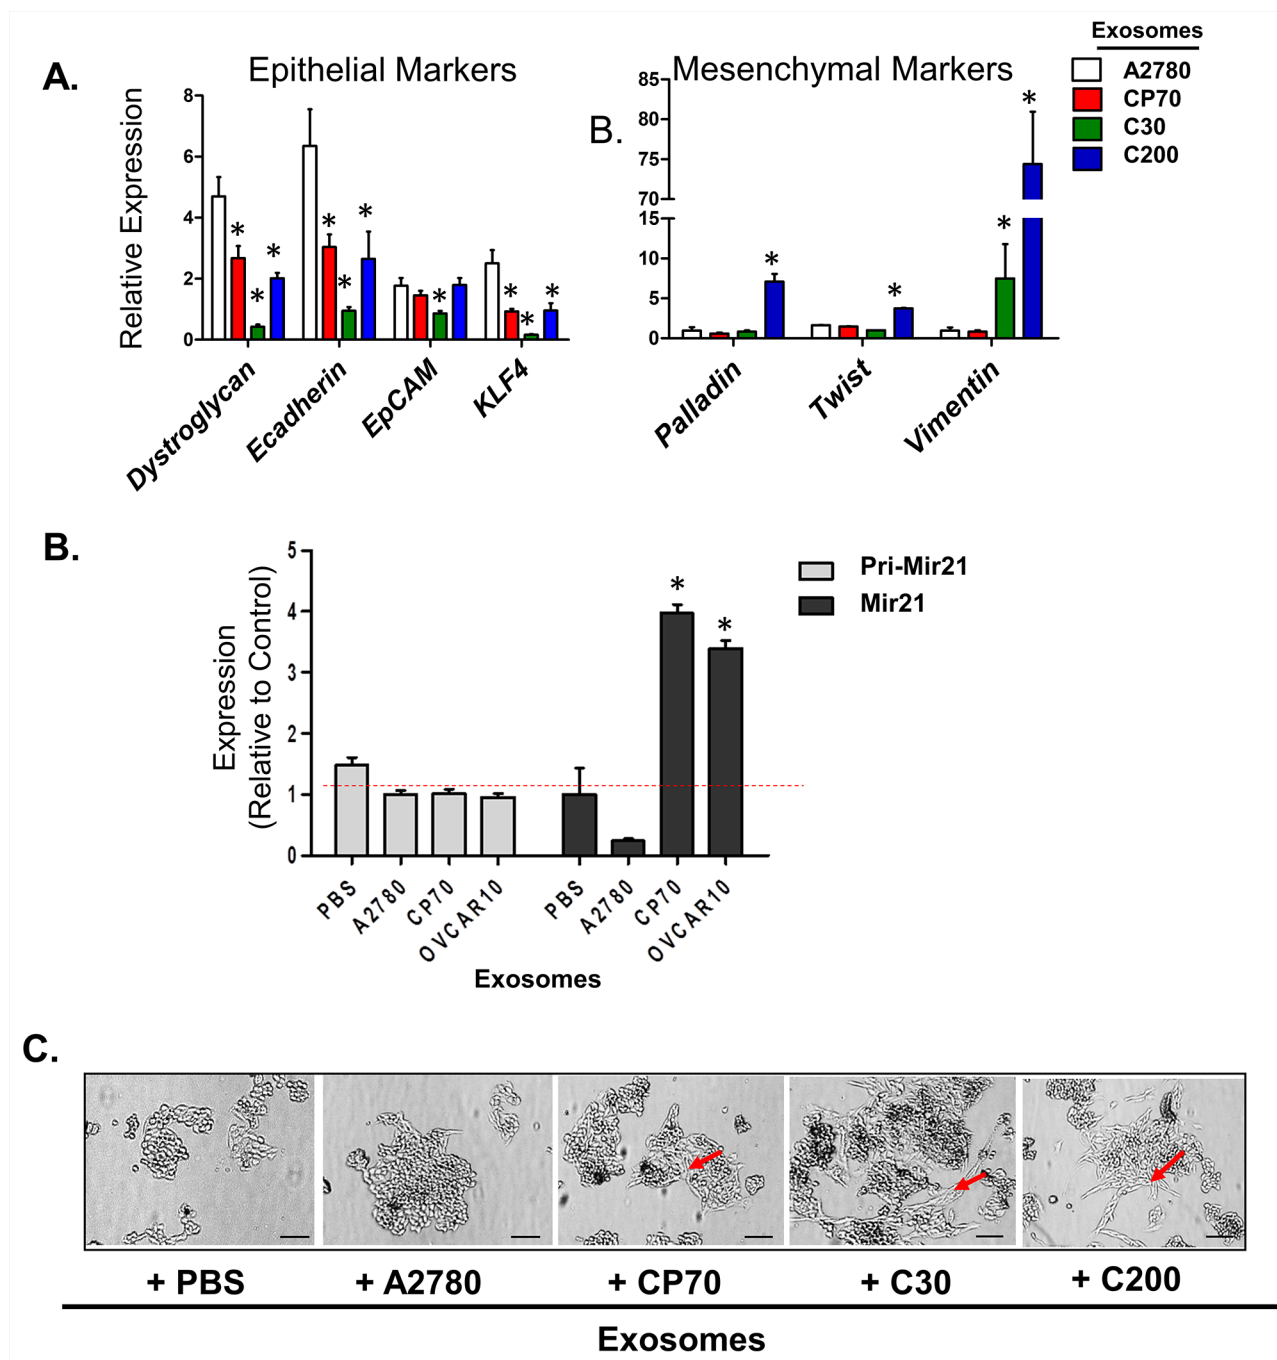 Exosomes
A2780
CP70
C30
C200
A.
Epithelial Markers
Relative Expression
8
6
4
2
0
*
*
*
*
*
*
*
*
*
*
Dystroglycan
Ecadherin
EpCAM
KLF4
B.
Mesenchymal Markers
85
80
75
70
15
10
5
0
*
*
*
*
Palladin
Twist
Vimentin
B.
Expression
(Relative to Control)
5
4
3
2
1
0
*
*
Pri-Mir21
Mir21
PBS
A2780
CP70
OVCAR10
PBS
A2780
CP70
OVCAR10
Exosomes
C.
+ PBS
+ A2780
+ CP70
+ C30
+ C200
Exosomes